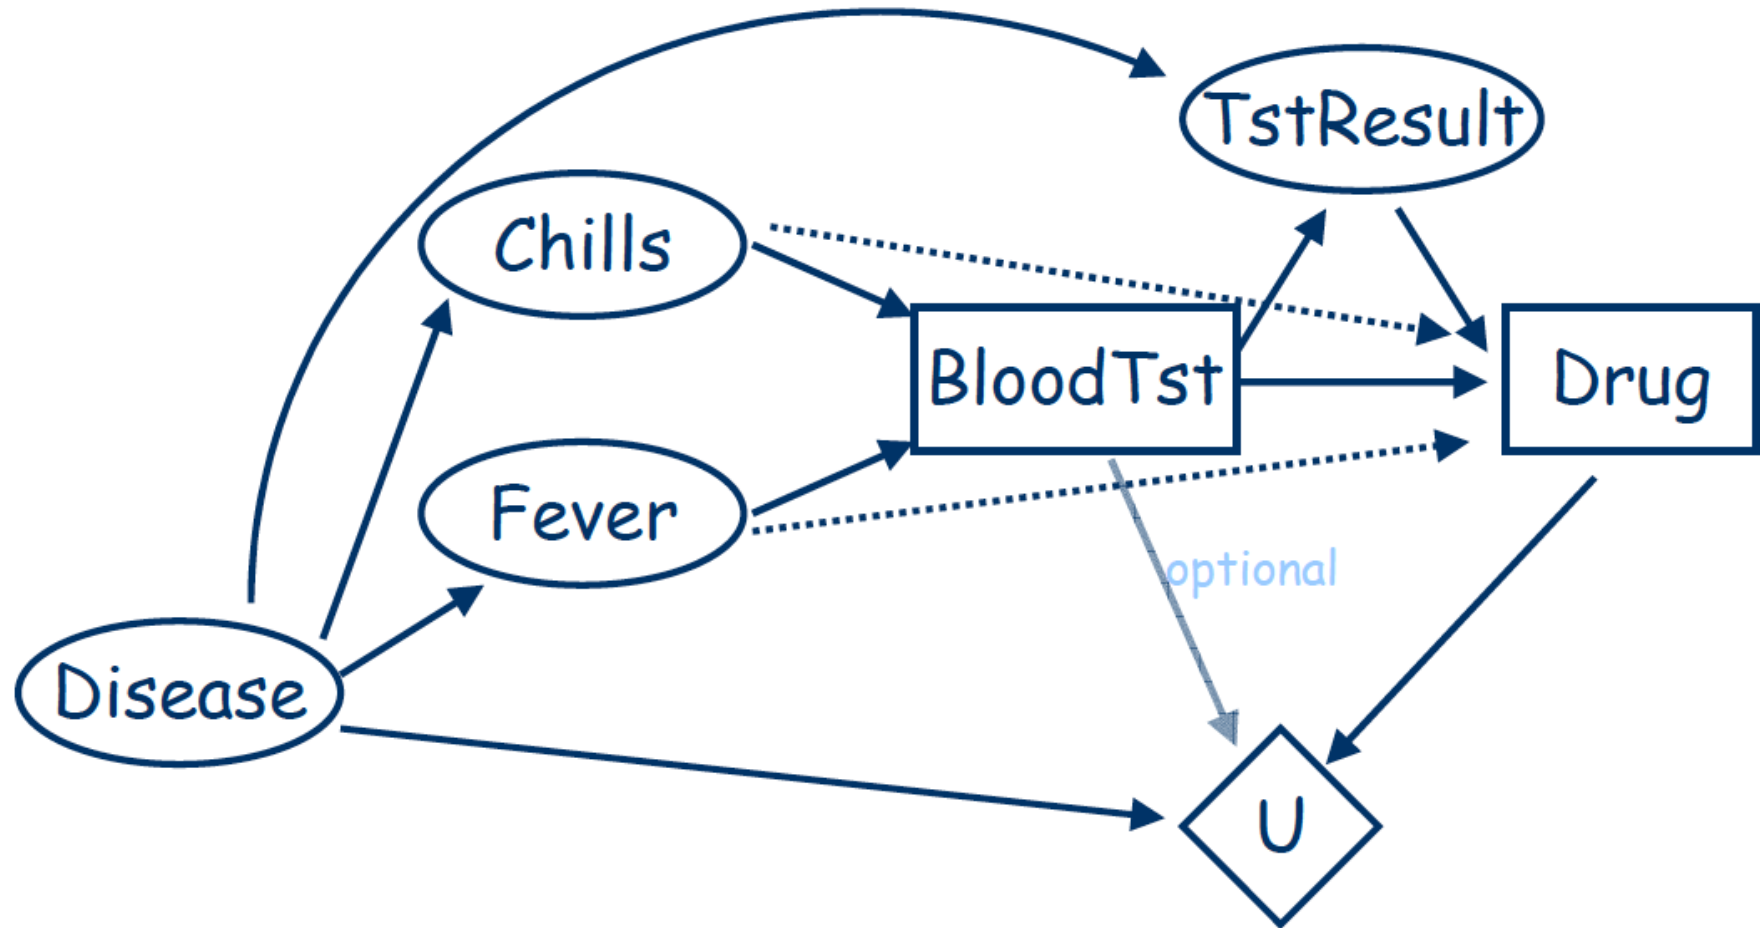 TstResult
Chills
BloodTst
Drug
Fever
optional
Disease
U